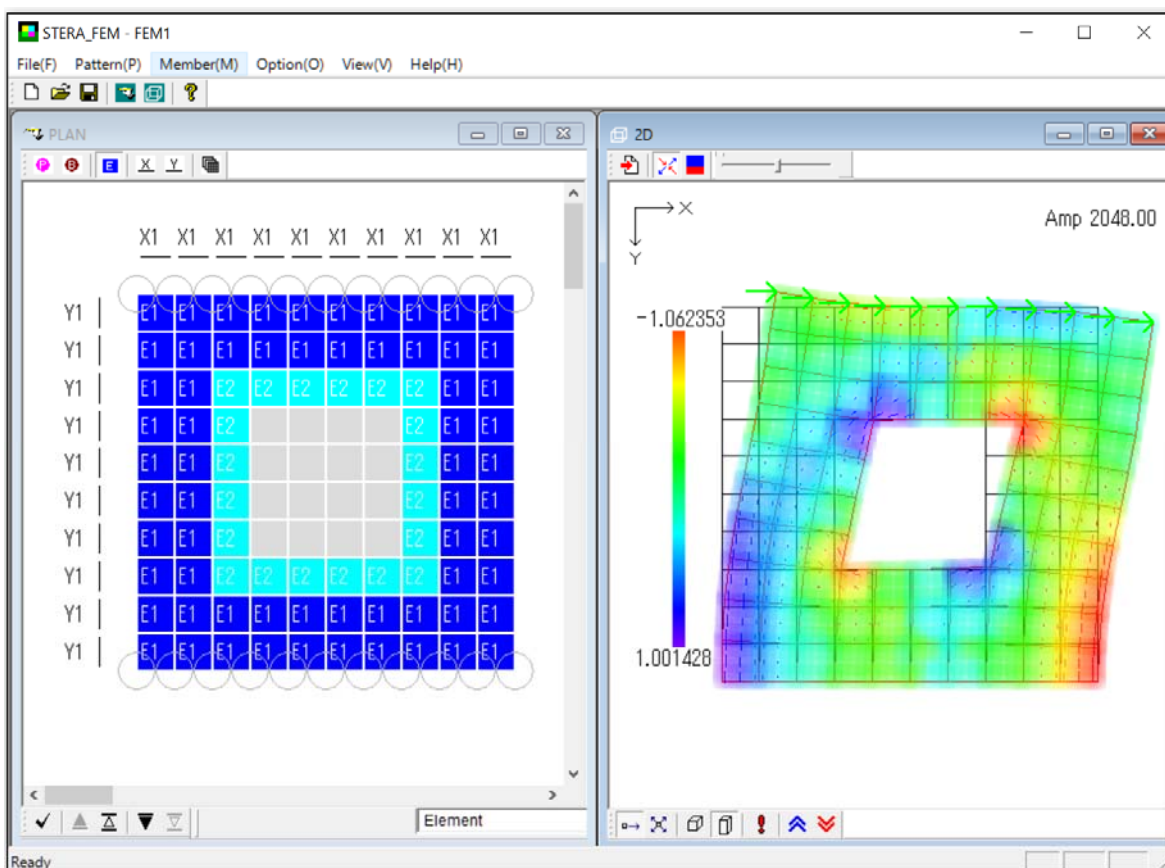 STERA_FEM - FEM1
File(F) Pattern(P) Member(M) Option(O) View(V) Help(H)
PLAN
P B E X Y
X1 X1 X1 X1 X1 X1 X1 X1 X1 X1
Y1 E1 E1 E1 E1 E1 E1 E1 E1 E1 E1
Y1 E1 E1 E1 E1 E1 E1 E1 E1 E1 E1
Y1 E1 E1 E2 E2 E2 E2 E2 E2 E1 E1
Y1 E1 E1 E2 E2 E1 E1
Y1 E1 E1 E2 E2 E1 E1
Y1 E1 E1 E2 E2 E1 E1
Y1 E1 E1 E2 E2 E1 E1
Y1 E1 E1 E2 E2 E2 E2 E2 E2 E1 E1
Y1 E1 E1 E1 E1 E1 E1 E1 E1 E1 E1
Y1 E1 E1 E1 E1 E1 E1 E1 E1 E1 E1
Element
2D
X
Y
Amp 2048.00
-1.062353
1.001428
Ready